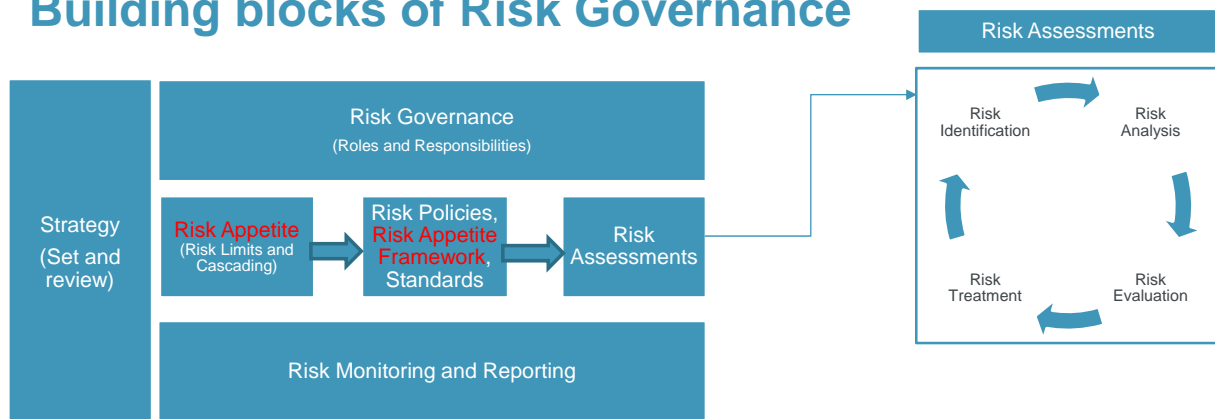 Building blocks of Risk Governance
Risk Assessments
Risk Governance
(Roles and Responsibilities)
Strategy
(Set and
review)
Risk Appetite
(Risk Limits and
Cascading)
Risk Policies,
Risk Appetite
Framework,
Standards
Risk
Assessments
Risk Monitoring and Reporting
Risk
Identification
Risk
Analysis
Risk
Treatment
Risk
Evaluation